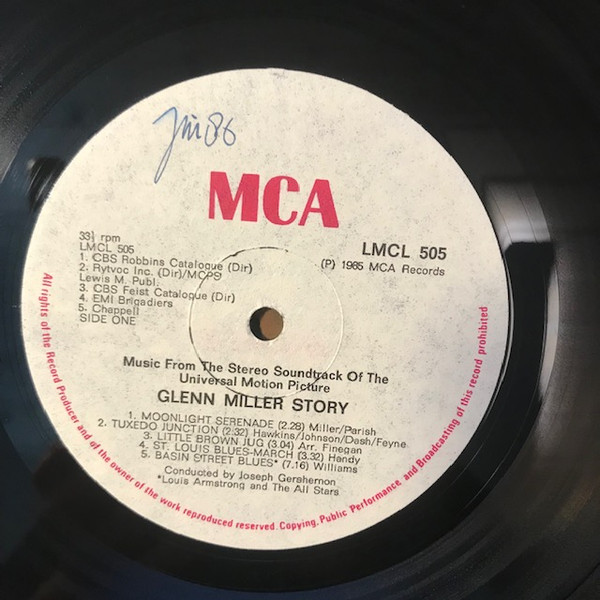 Jim 86
MCA
33⅓ rpm
LMCL 505
1. CBS Robbins Catalogue (Dir)
2. Rytvoc Inc. (Dir)/MCPS
Lewis M. Publ.
3. CBS Feist Catalogue (Dir)
4. EMI Brigadiers
5. Chappell
SIDE ONE
LMCL 505
(P) 1985 MCA Records
Music From The Stereo Soundtrack Of The
Universal Motion Picture
GLENN MILLER STORY
1. MOONLIGHT SERENADE (2.28) Miller/Parish
2. TUXEDO JUNCTION (2:32) Hawkins/Johnson/Dash/Feyne
3. LITTLE BROWN JUG (3.04) Arr. Finegan
4. ST. LOUIS BLUES-MARCH (3.32) Handy
5. BASIN STREET BLUES* (7.16) Williams
Conducted by Joseph Gershernon
*Louis Armstrong and The All Stars
All rights of the Record Producer and of the owner of the work reproduced reserved. Copying, Public Performance, and Broadcasting of this record prohibited